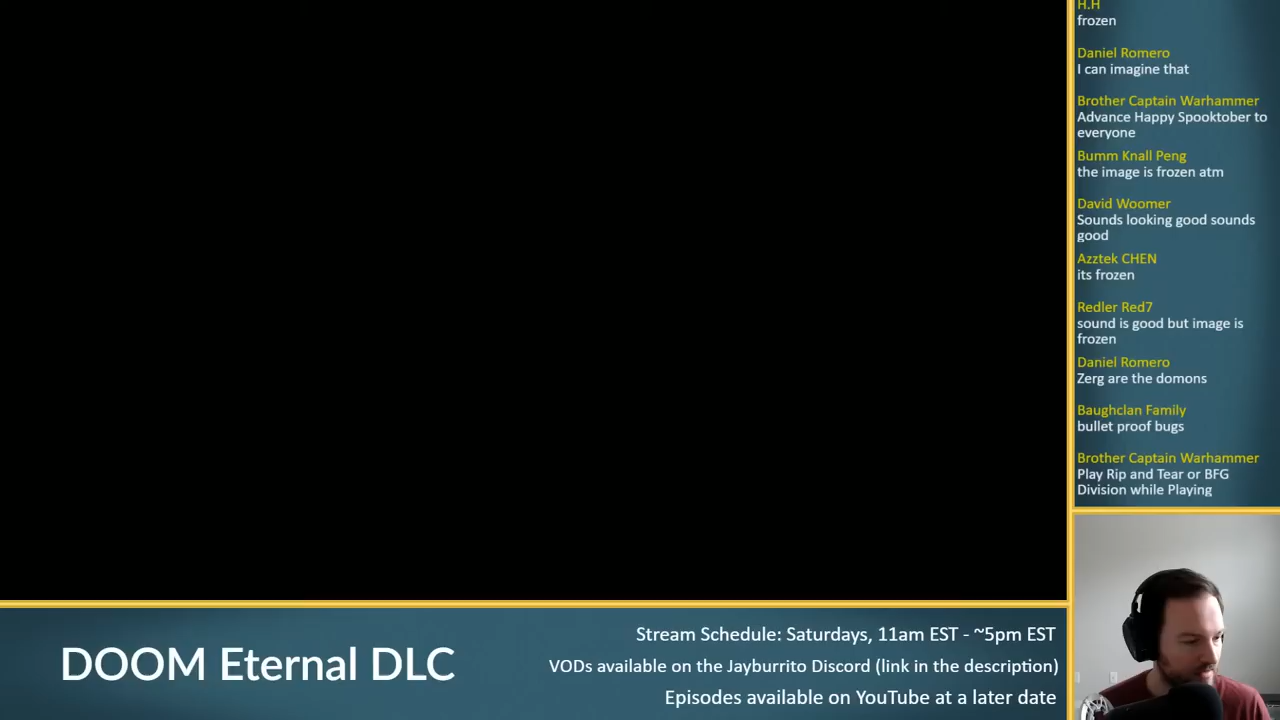 H.H
frozen
Daniel Romero
I can imagine that
Brother Captain Warhammer
Advance Happy Spooktober to
everyone
Bumm Knall Peng
the image is frozen atm
David Woomer
Sounds looking good sounds
good
Azztek CHEN
its frozen
Redler Red7
sound is good but image is
frozen
Daniel Romero
Zerg are the domons
Baughclan Family
bullet proof bugs
Brother Captain Warhammer
Play Rip and Tear or BFG
Division while Playing
DOOM Eternal DLC
Stream Schedule: Saturdays, 11am EST - ~5pm EST
VODs available on the Jayburrito Discord (link in the description)
Episodes available on YouTube at a later date